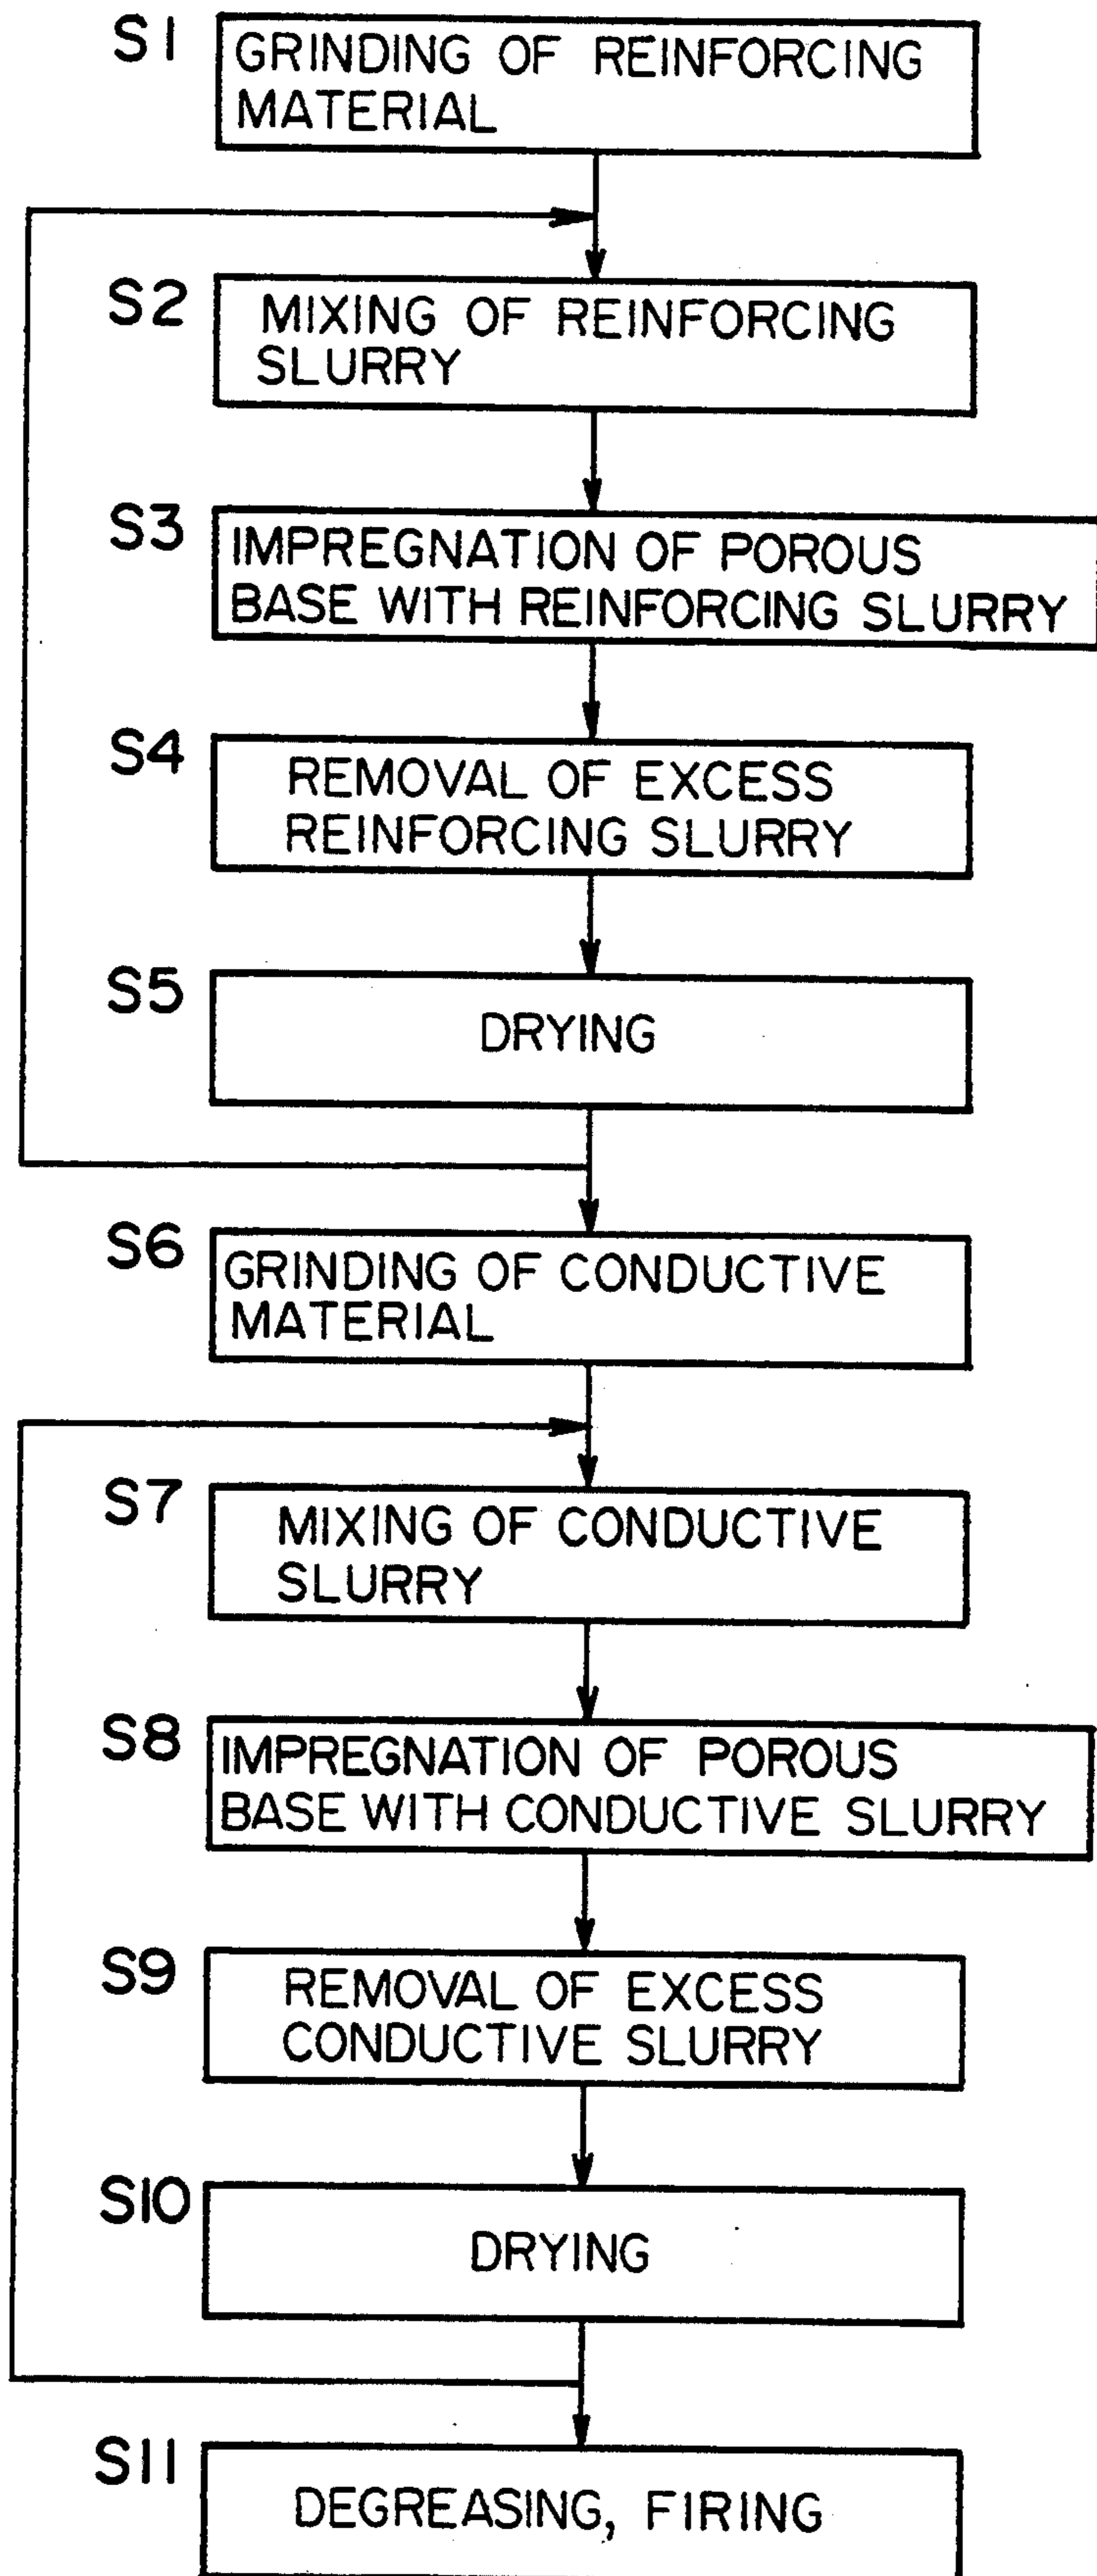 S1
GRINDING OF REINFORCING
MATERIAL
S2
MIXING OF REINFORCING
SLURRY
S3
IMPREGNATION OF POROUS
BASE WITH REINFORCING SLURRY
S4
REMOVAL OF EXCESS
REINFORCING SLURRY
S5
DRYING
S6
GRINDING OF CONDUCTIVE
MATERIAL
S7
MIXING OF CONDUCTIVE
SLURRY
S8
IMPREGNATION OF POROUS
BASE WITH CONDUCTIVE SLURRY
S9
REMOVAL OF EXCESS
CONDUCTIVE SLURRY
S10
DRYING
S11
DEGREASING, FIRING